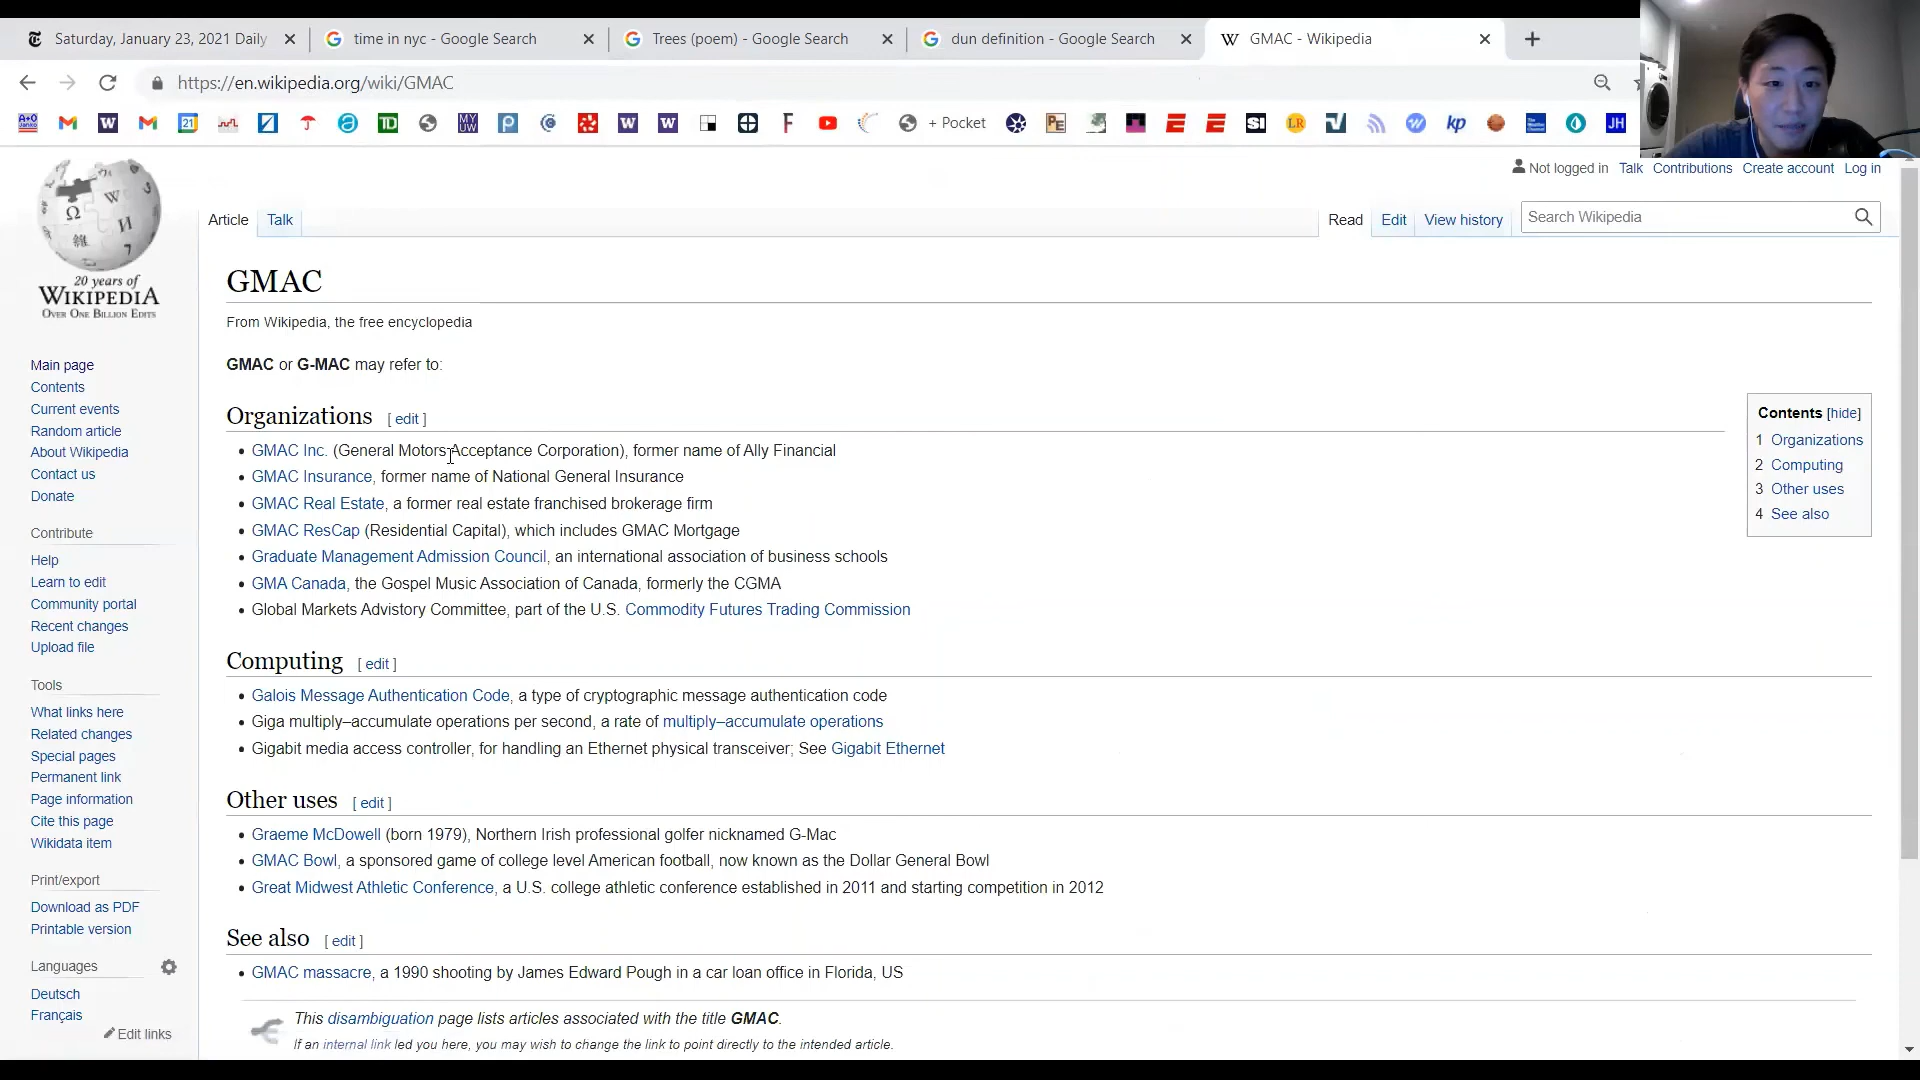 Saturday, January 23, 2021 Daily
time in nyc - Google Search
Trees (poem) - Google Search
dun definition - Google Search
GMAC - Wikipedia
https://en.wikipedia.org/wiki/GMAC
+ Pocket
Not logged in Talk Contributions Create account Log in
20 years of
WIKIPEDIA
OVER ONE BILLION EDITS
Article Talk
Read Edit View history
Search Wikipedia
GMAC
From Wikipedia, the free encyclopedia
GMAC or G-MAC may refer to:
Main page
Contents
Current events
Random article
About Wikipedia
Contact us
Donate
Contribute
Help
Learn to edit
Community portal
Recent changes
Upload file
Tools
What links here
Related changes
Special pages
Permanent link
Page information
Cite this page
Wikidata item
Print/export
Download as PDF
Printable version
Languages
Deutsch
Français
Edit links
Organizations [ edit ]
GMAC Inc. (General Motors Acceptance Corporation), former name of Ally Financial
GMAC Insurance, former name of National General Insurance
GMAC Real Estate, a former real estate franchised brokerage firm
GMAC ResCap (Residential Capital), which includes GMAC Mortgage
Graduate Management Admission Council, an international association of business schools
GMA Canada, the Gospel Music Association of Canada, formerly the CGMA
Global Markets Advistory Committee, part of the U.S. Commodity Futures Trading Commission
Contents [hide]
1 Organizations
2 Computing
3 Other uses
4 See also
Computing [ edit ]
Galois Message Authentication Code, a type of cryptographic message authentication code
Giga multiply–accumulate operations per second, a rate of multiply–accumulate operations
Gigabit media access controller, for handling an Ethernet physical transceiver; See Gigabit Ethernet
Other uses [ edit ]
Graeme McDowell (born 1979), Northern Irish professional golfer nicknamed G-Mac
GMAC Bowl, a sponsored game of college level American football, now known as the Dollar General Bowl
Great Midwest Athletic Conference, a U.S. college athletic conference established in 2011 and starting competition in 2012
See also [ edit ]
GMAC massacre, a 1990 shooting by James Edward Pough in a car loan office in Florida, US
This disambiguation page lists articles associated with the title GMAC.
If an internal link led you here, you may wish to change the link to point directly to the intended article.